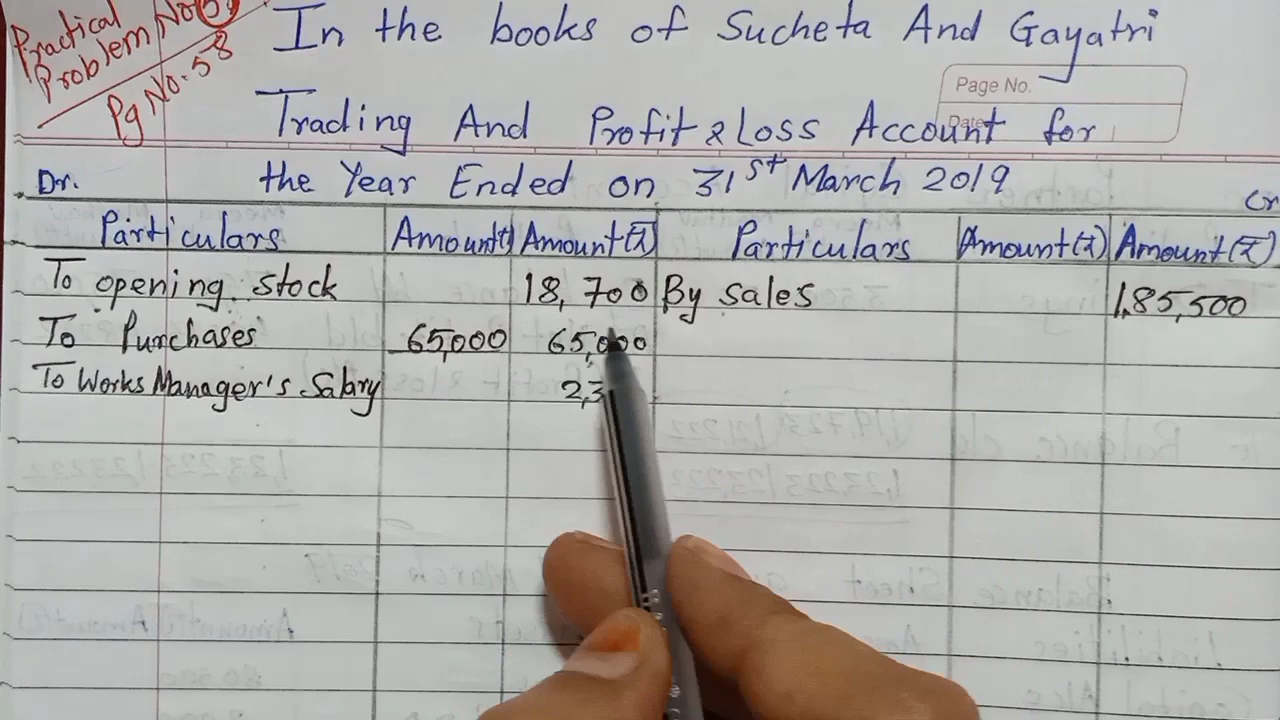 Practical
Problem No
Pg No. 58
In the books of Sucheta And Gayatri
Page No.
Date
Trading And Profit & Loss Account for
the Year Ended on 31st March 2019
Dr. Cr
Particulars Amount(₹) Amount(₹) Particulars Amount(₹) Amount(₹)
To opening stock 18,700 By sales 1,85,500
To Purchases 65,000 65,000
To Works Manager's Salary 2,3